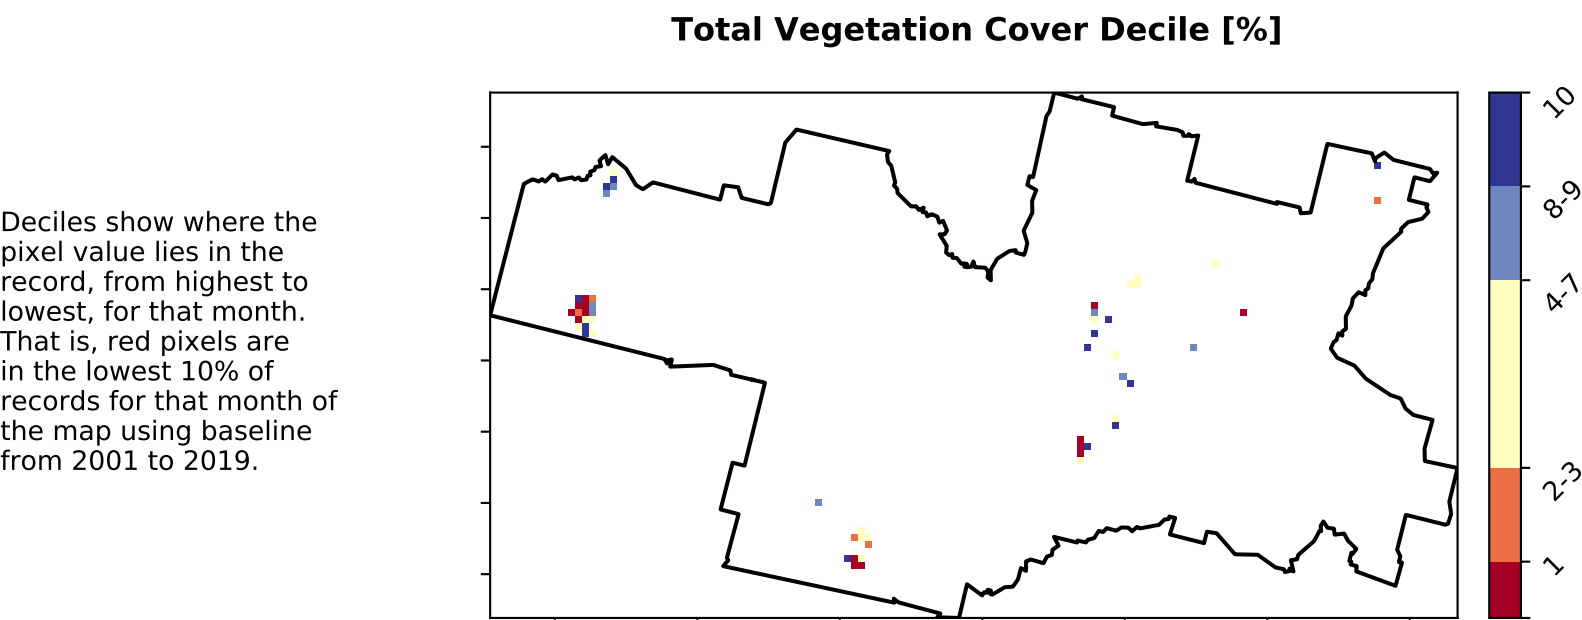 Total Vegetation Cover Decile [%]
Deciles show where the
pixel value lies in the
record, from highest to
lowest, for that month.
That is, red pixels are
in the lowest 10% of
records for that month of
the map using baseline
from 2001 to 2019.
10
8-9
4-7
2-3
1